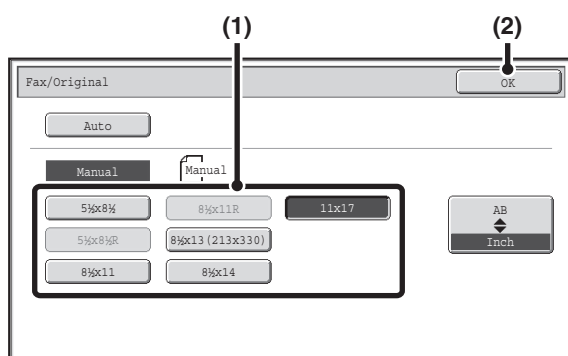 (1) (2)
Fax/Original OK
Auto
Manual Manual
5½x8½ 8½x11R 11x17 AB
5½x8½R 8½x13(213x330) Inch
8½x11 8½x14